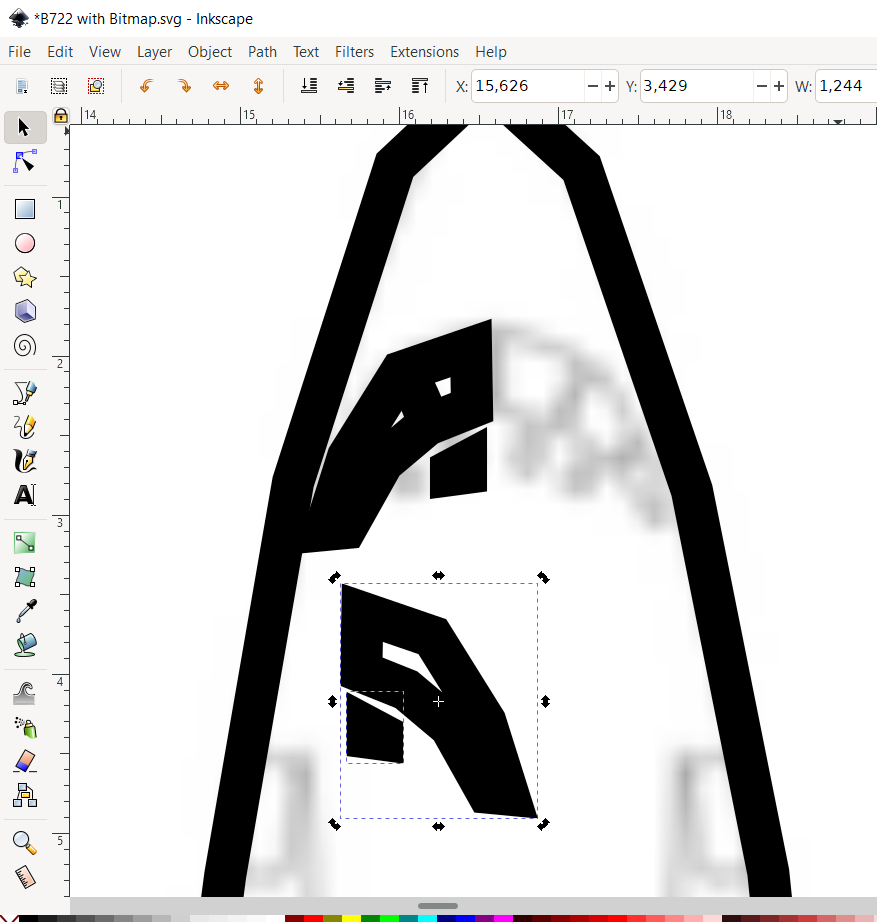 *B722 with Bitmap.svg - Inkscape
File Edit View Layer Object Path Text Filters Extensions Help
X: 15,626 Y: 3,429 W: 1,244
14 15 16 17 18
1
2
3
4
5